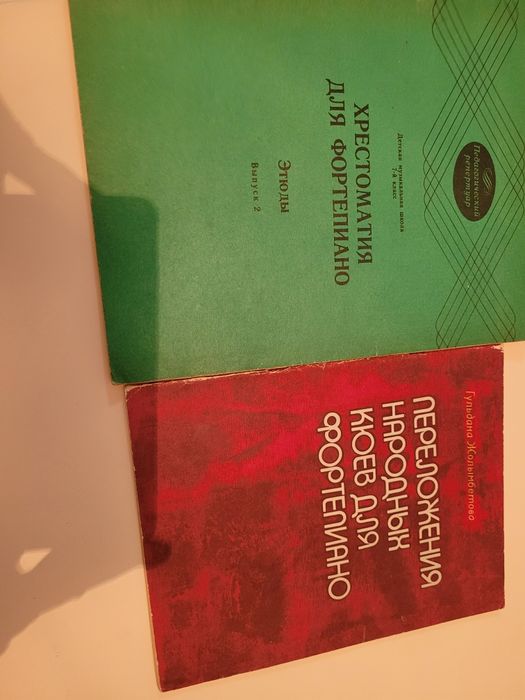 Педагогический
репертуар
Детская музыкальная школа
7-й класс
ХРЕСТОМАТИЯ
ДЛЯ ФОРТЕПИАНО
Этюды
Выпуск 2
Гульдана Жолымбетова
ПЕРЕЛОЖЕНИЯ
НАРОДНЫХ
КЮЕВ ДЛЯ
ФОРТЕПИАНО